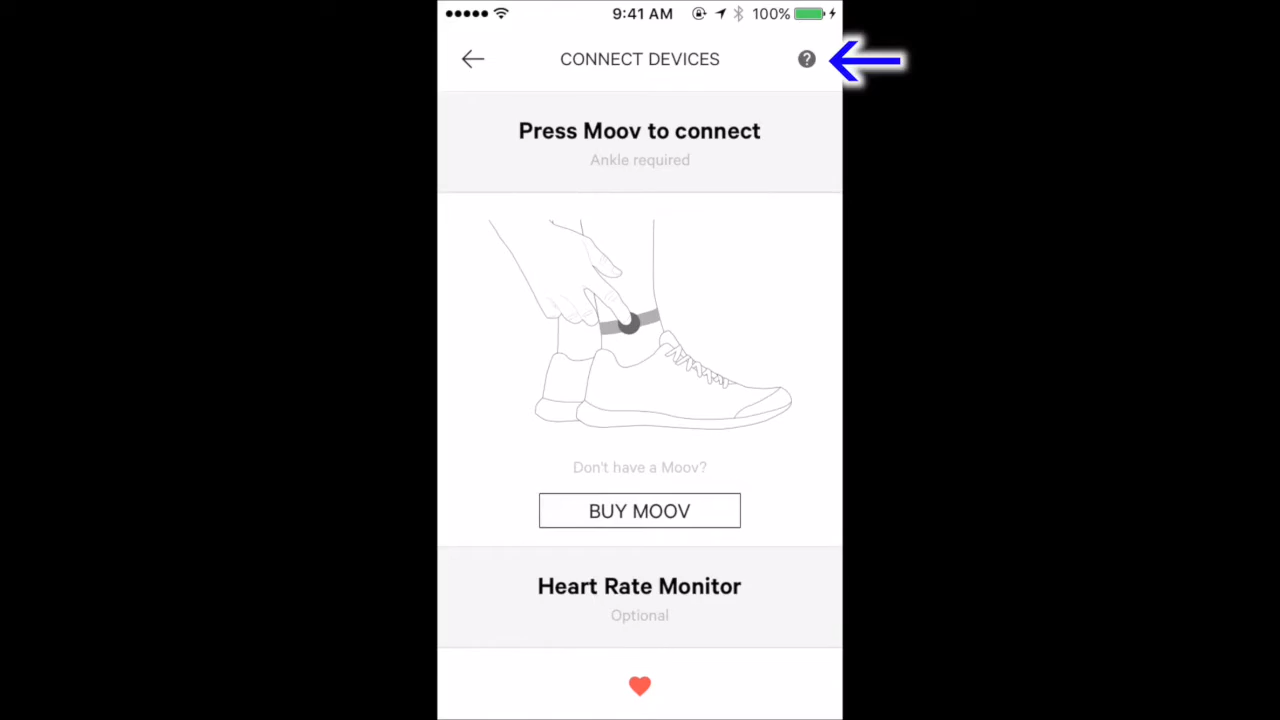 9:41 AM 100%
CONNECT DEVICES ?
Press Moov to connect
Ankle required
Don't have a Moov?
BUY MOOV
Heart Rate Monitor
Optional